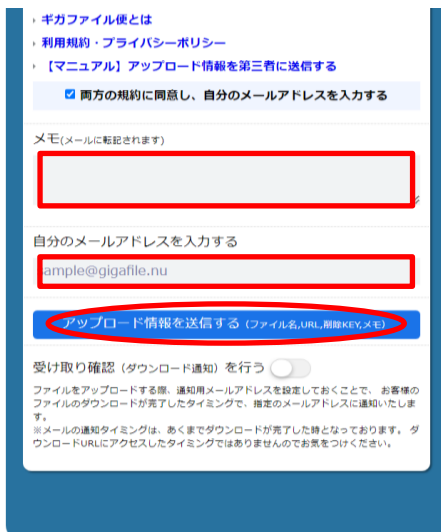 ギガファイル便とは
利用規約・プライバシーポリシー
【マニュアル】アップロード情報を第三者に送信する
両方の規約に同意し、自分のメールアドレスを入力する
メモ(メールに転記されます)
自分のメールアドレスを入力する
sample@gigafile.nu
アップロード情報を送信する (ファイル名,URL,削除KEY,メモ)
受け取り確認 (ダウンロード通知) を行う
ファイルをアップロードする際、通知用メールアドレスを設定しておくことで、 お客様の
ファイルのダウンロードが完了したタイミングで、指定のメールアドレスに通知いたしま
す。
※メールの通知タイミングは、あくまでダウンロードが完了した時となっております。 ダ
ウンロードURLにアクセスしたタイミングではありませんのでお気をつけください。